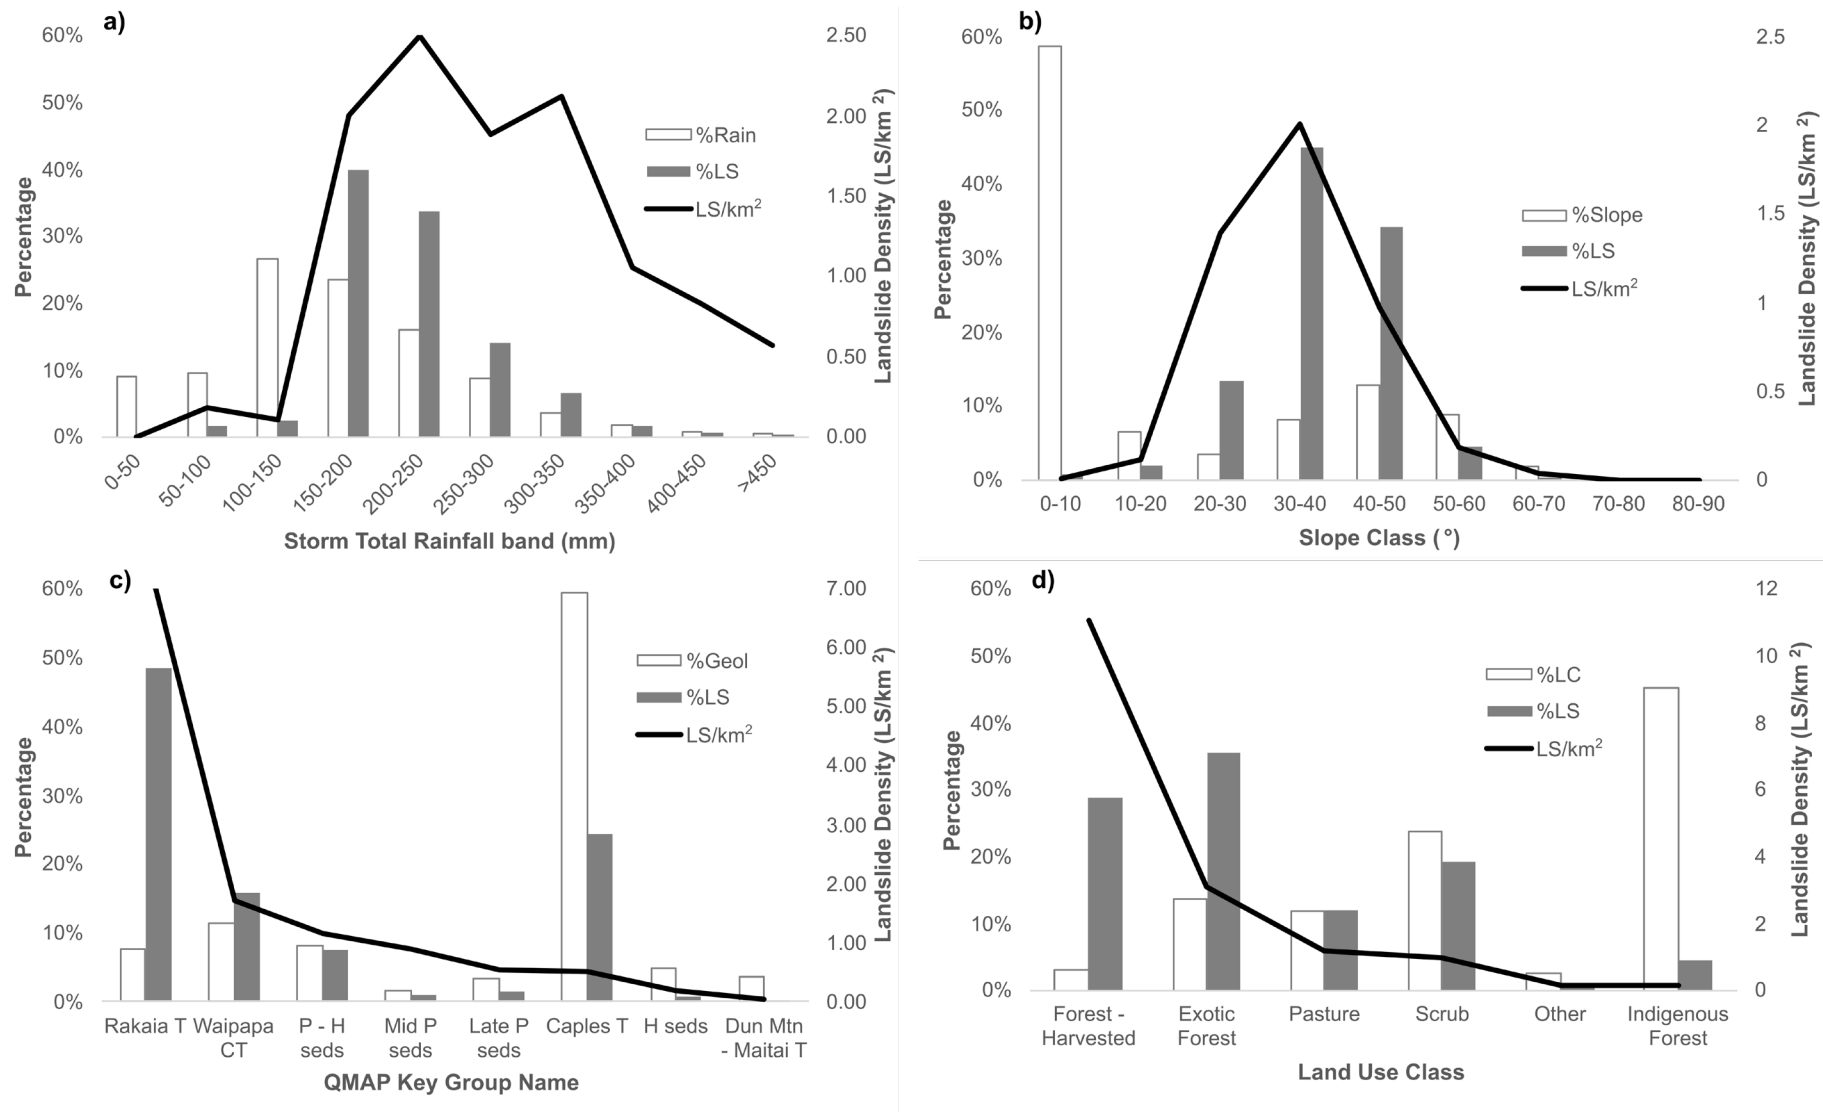 a)
60%
50%
40%
30%
20%
10%
0%
Percentage
2.50
2.00
1.50
1.00
0.50
0.00
Landslide Density (LS/km 2)
%Rain
%LS
LS/km2
0-50
50-100
100-150
150-200
200-250
250-300
300-350
350-400
400-450
>450
Storm Total Rainfall band (mm)
b)
60%
50%
40%
30%
20%
10%
0%
Percentage
2.5
2
1.5
1
0.5
0
Landslide Density (LS/km 2)
%Slope
%LS
LS/km2
0-10
10-20
20-30
30-40
40-50
50-60
60-70
70-80
80-90
Slope Class ( °)
c)
60%
50%
40%
30%
20%
10%
0%
Percentage
7.00
6.00
5.00
4.00
3.00
2.00
1.00
0.00
Landslide Density (LS/km 2)
%Geol
%LS
LS/km2
Rakaia T
Waipapa
CT
P - H
seds
Mid P
seds
Late P
seds
Caples T
H seds
Dun Mtn
- Maitai T
QMAP Key Group Name
d)
60%
50%
40%
30%
20%
10%
0%
Percentage
12
10
8
6
4
2
0
Landslide Density (LS/km 2)
%LC
%LS
LS/km2
Forest -
Harvested
Exotic
Forest
Pasture
Scrub
Other
Indigenous
Forest
Land Use Class